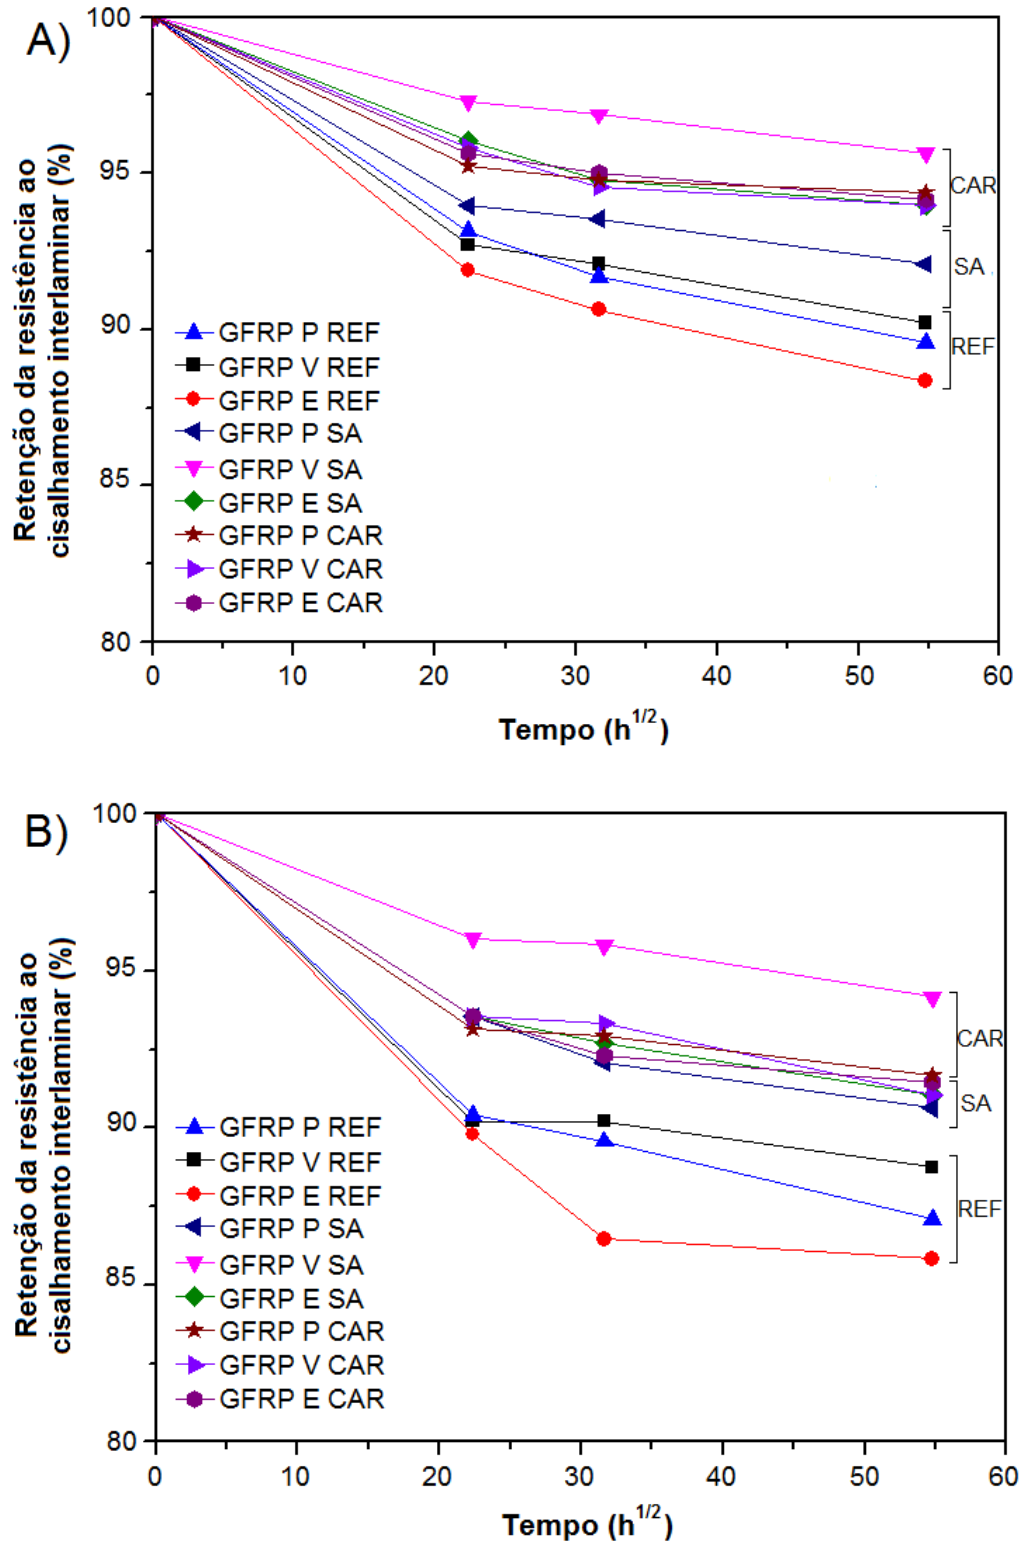 A)
100
95
90
85
80
Retenção da resistência ao
cisalhamento interlaminar (%)
CAR
SA
REF
GFRP P REF
GFRP V REF
GFRP E REF
GFRP P SA
GFRP V SA
GFRP E SA
GFRP P CAR
GFRP V CAR
GFRP E CAR
0 10 20 30 40 50 60
Tempo (h^1/2)
B)
100
95
90
85
80
Retenção da resistência ao
cisalhamento interlaminar (%)
CAR
SA
REF
GFRP P REF
GFRP V REF
GFRP E REF
GFRP P SA
GFRP V SA
GFRP E SA
GFRP P CAR
GFRP V CAR
GFRP E CAR
0 10 20 30 40 50 60
Tempo (h^1/2)